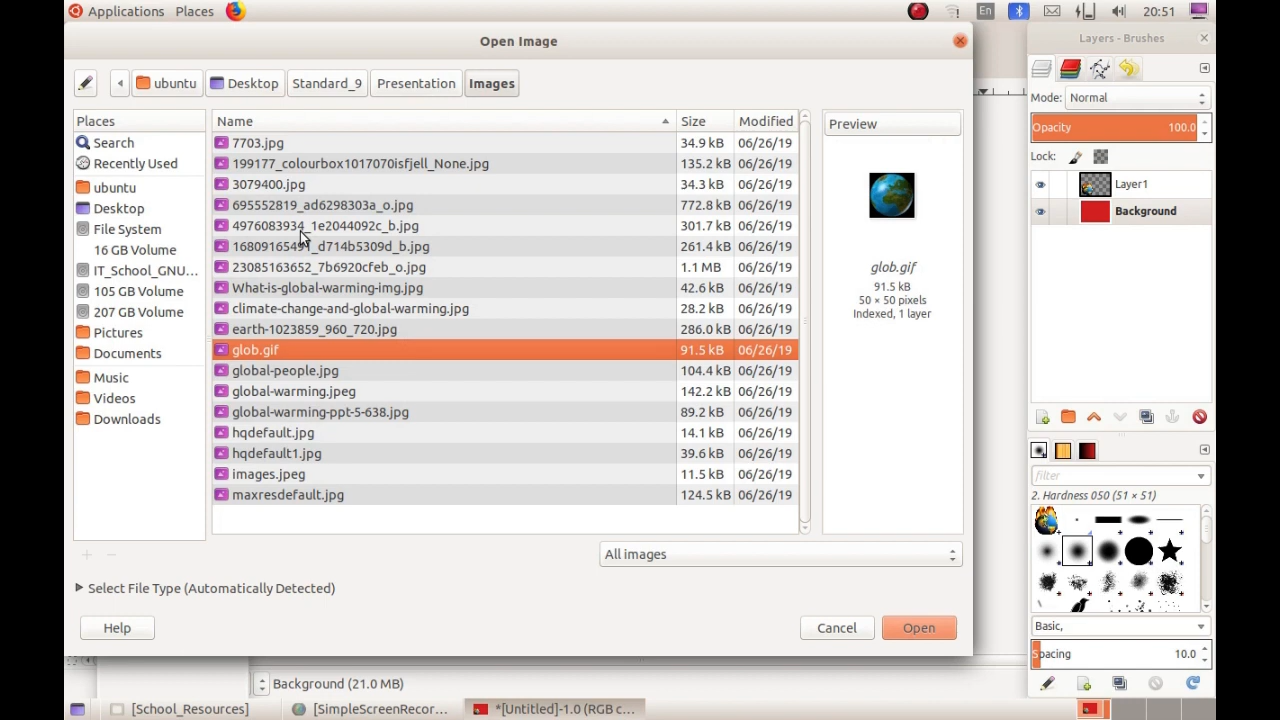 Applications Places En 20:51
Open Image
Layers - Brushes
ubuntu Desktop Standard_9 Presentation Images
Mode: Normal
Opacity 100.0
Lock:
Layer1
Background
Places
Search
Recently Used
ubuntu
Desktop
File System
16 GB Volume
IT_School_GNU...
105 GB Volume
207 GB Volume
Pictures
Documents
Music
Videos
Downloads
Name Size Modified
7703.jpg 34.9 kB 06/26/19
199177_colourbox1017070isfjell_None.jpg 135.2 kB 06/26/19
3079400.jpg 34.3 kB 06/26/19
695552819_ad6298303a_o.jpg 772.8 kB 06/26/19
4976083934_1e2044092c_b.jpg 301.7 kB 06/26/19
261.4 kB 06/26/19
23085163652_7b6920cfeb_o.jpg 1.1 MB 06/26/19
What-is-global-warming-img.jpg 42.6 kB 06/26/19
climate-change-and-global-warming.jpg 28.2 kB 06/26/19
earth-1023859_960_720.jpg 286.0 kB 06/26/19
glob.gif 91.5 kB 06/26/19
global-people.jpg 104.4 kB 06/26/19
global-warming.jpeg 142.2 kB 06/26/19
global-warming-ppt-5-638.jpg 89.2 kB 06/26/19
hqdefault.jpg 14.1 kB 06/26/19
hqdefault1.jpg 39.6 kB 06/26/19
images.jpeg 11.5 kB 06/26/19
maxresdefault.jpg 124.5 kB 06/26/19
Preview
glob.gif
91.5 kB
50 × 50 pixels
Indexed, 1 layer
All images
Select File Type (Automatically Detected)
Help Cancel Open
filter
2. Hardness 050 (51 × 51)
Basic,
Spacing 10.0
Background (21.0 MB)
[School_Resources] [SimpleScreenRecor... *[Untitled]-1.0 (RGB c...